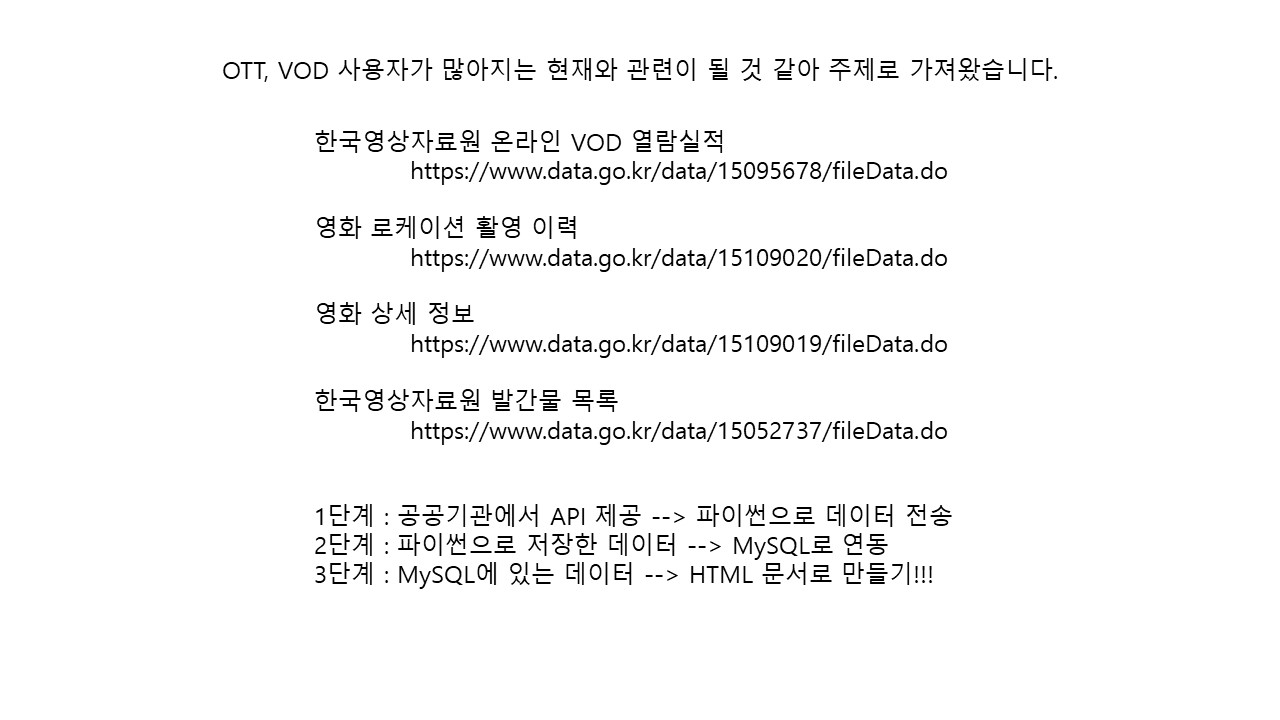 OTT, VOD 사용자가 많아지는 현재와 관련이 될 것 같아 주제로 가져왔습니다.
한국영상자료원 온라인 VOD 열람실적
https://www.data.go.kr/data/15095678/fileData.do
영화 로케이션 활영 이력
https://www.data.go.kr/data/15109020/fileData.do
영화 상세 정보
https://www.data.go.kr/data/15109019/fileData.do
한국영상자료원 발간물 목록
https://www.data.go.kr/data/15052737/fileData.do
1단계 : 공공기관에서 API 제공 --> 파이썬으로 데이터 전송
2단계 : 파이썬으로 저장한 데이터 --> MySQL로 연동
3단계 : MySQL에 있는 데이터 --> HTML 문서로 만들기!!!